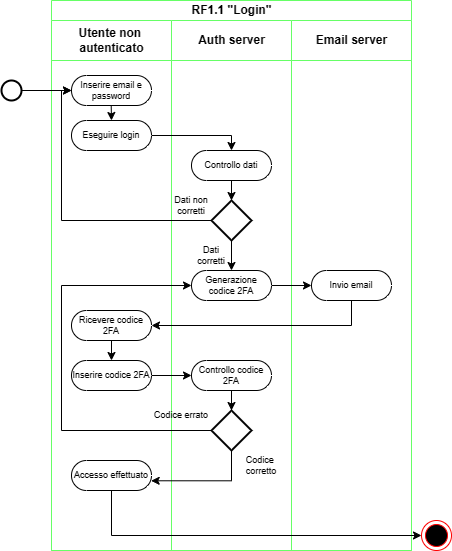 RF1.1 "Login"
Utente non
autenticato
Auth server
Email server
Inserire email e
password
Eseguire login
Controllo dati
Dati non
corretti
Dati
corretti
Generazione
codice 2FA
Invio email
Ricevere codice
2FA
Inserire codice 2FA
Controllo codice
2FA
Codice errato
Codice
corretto
Accesso effettuato